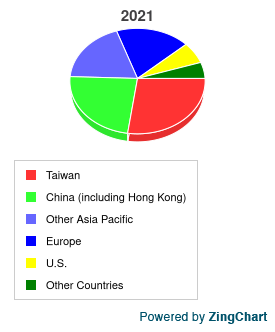 2021
Taiwan
China (including Hong Kong)
Other Asia Pacific
Europe
U.S.
Other Countries
Powered by ZingChart